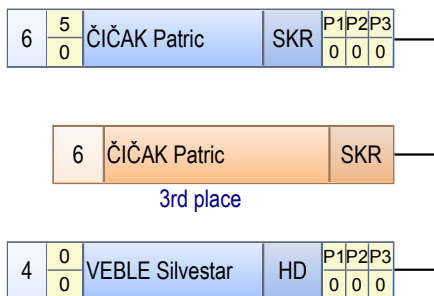 6 5 0 ČIČAK Patric SKR P1 P2 P3 0 0 0
6 ČIČAK Patric SKR
3rd place
4 0 0 VEBLE Silvestar HD P1 P2 P3 0 0 0